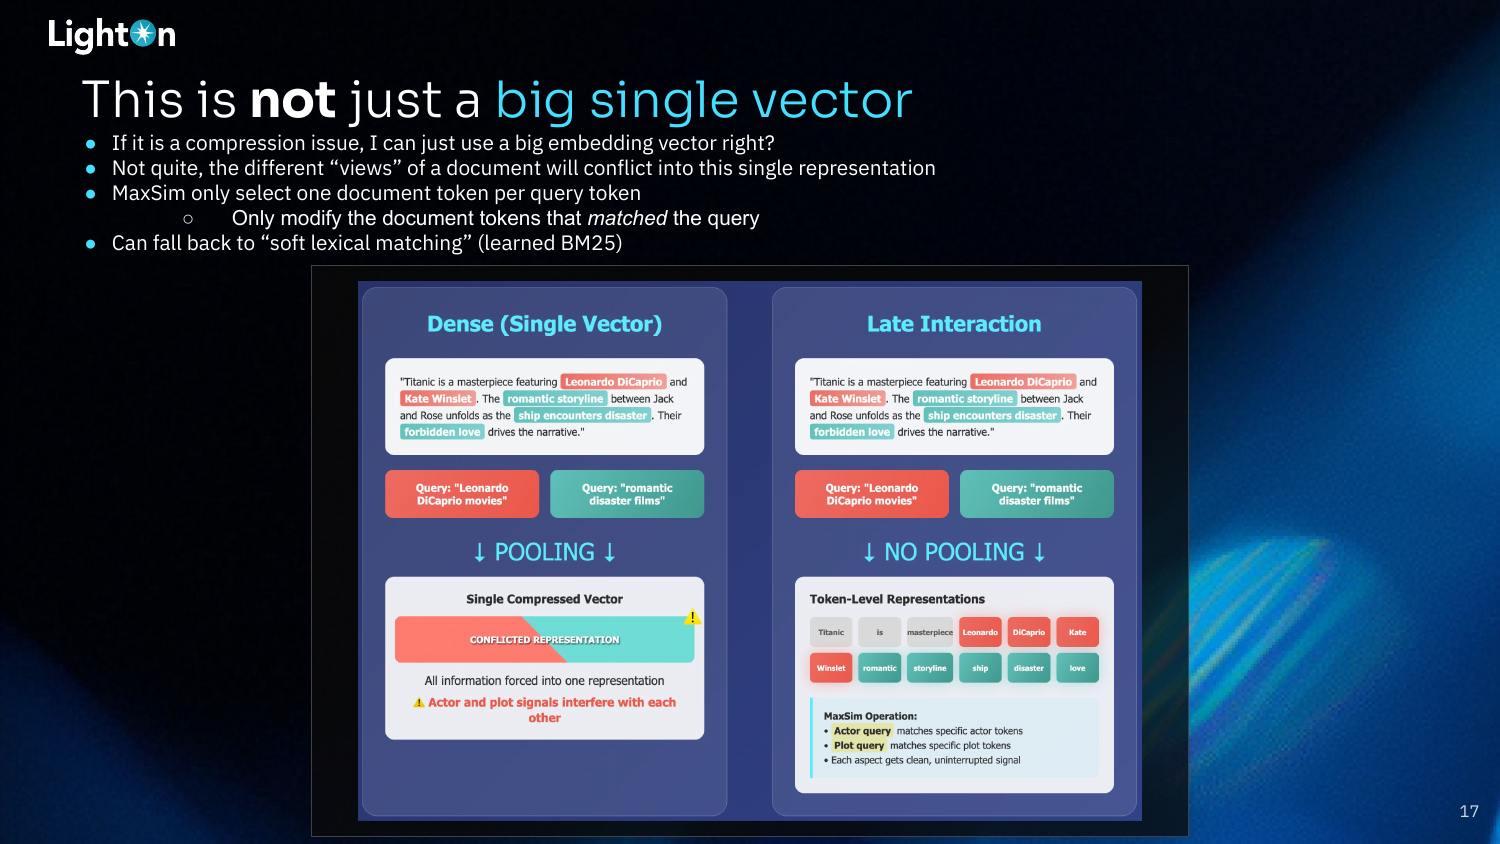 LightOn
This is not just a big single vector
● If it is a compression issue, I can just use a big embedding vector right?
● Not quite, the different “views” of a document will conflict into this single representation
● MaxSim only select one document token per query token
○ Only modify the document tokens that matched the query
● Can fall back to “soft lexical matching” (learned BM25)
Dense (Single Vector)
"Titanic is a masterpiece featuring Leonardo DiCaprio and
Kate Winslet . The romantic storyline between Jack
and Rose unfolds as the ship encounters disaster . Their
forbidden love drives the narrative."
Query: "Leonardo
DiCaprio movies"
Query: "romantic
disaster films"
↓ POOLING ↓
Single Compressed Vector
CONFLICTED REPRESENTATION
All information forced into one representation
⚠ Actor and plot signals interfere with each
other
Late Interaction
"Titanic is a masterpiece featuring Leonardo DiCaprio and
Kate Winslet . The romantic storyline between Jack
and Rose unfolds as the ship encounters disaster . Their
forbidden love drives the narrative."
Query: "Leonardo
DiCaprio movies"
Query: "romantic
disaster films"
↓ NO POOLING ↓
Token-Level Representations
Titanic is masterpiece Leonardo DiCaprio Kate
Winslet romantic storyline ship disaster love
MaxSim Operation:
• Actor query matches specific actor tokens
• Plot query matches specific plot tokens
• Each aspect gets clean, uninterrupted signal
17